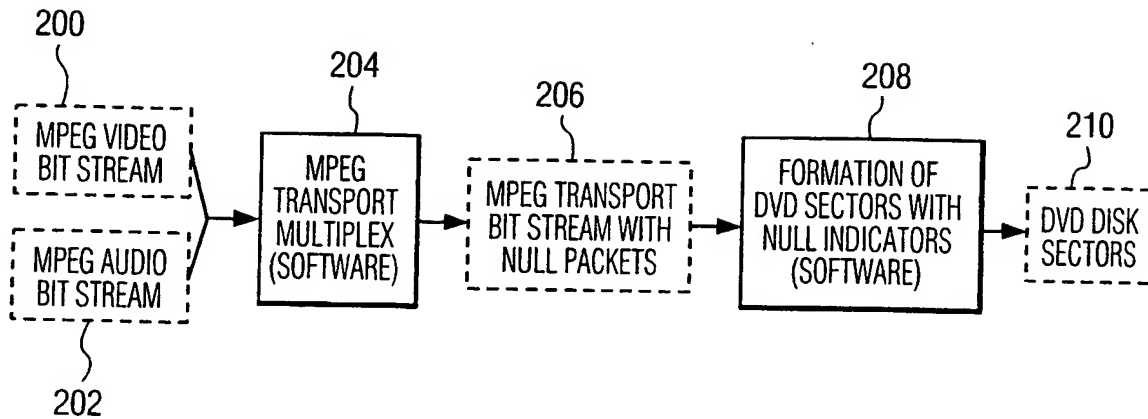 200
MPEG VIDEO
BIT STREAM
MPEG AUDIO
BIT STREAM
202
204
MPEG
TRANSPORT
MULTIPLEX
(SOFTWARE)
206
MPEG TRANSPORT
BIT STREAM WITH
NULL PACKETS
208
FORMATION OF
DVD SECTORS WITH
NULL INDICATORS
(SOFTWARE)
210
DVD DISK
SECTORS